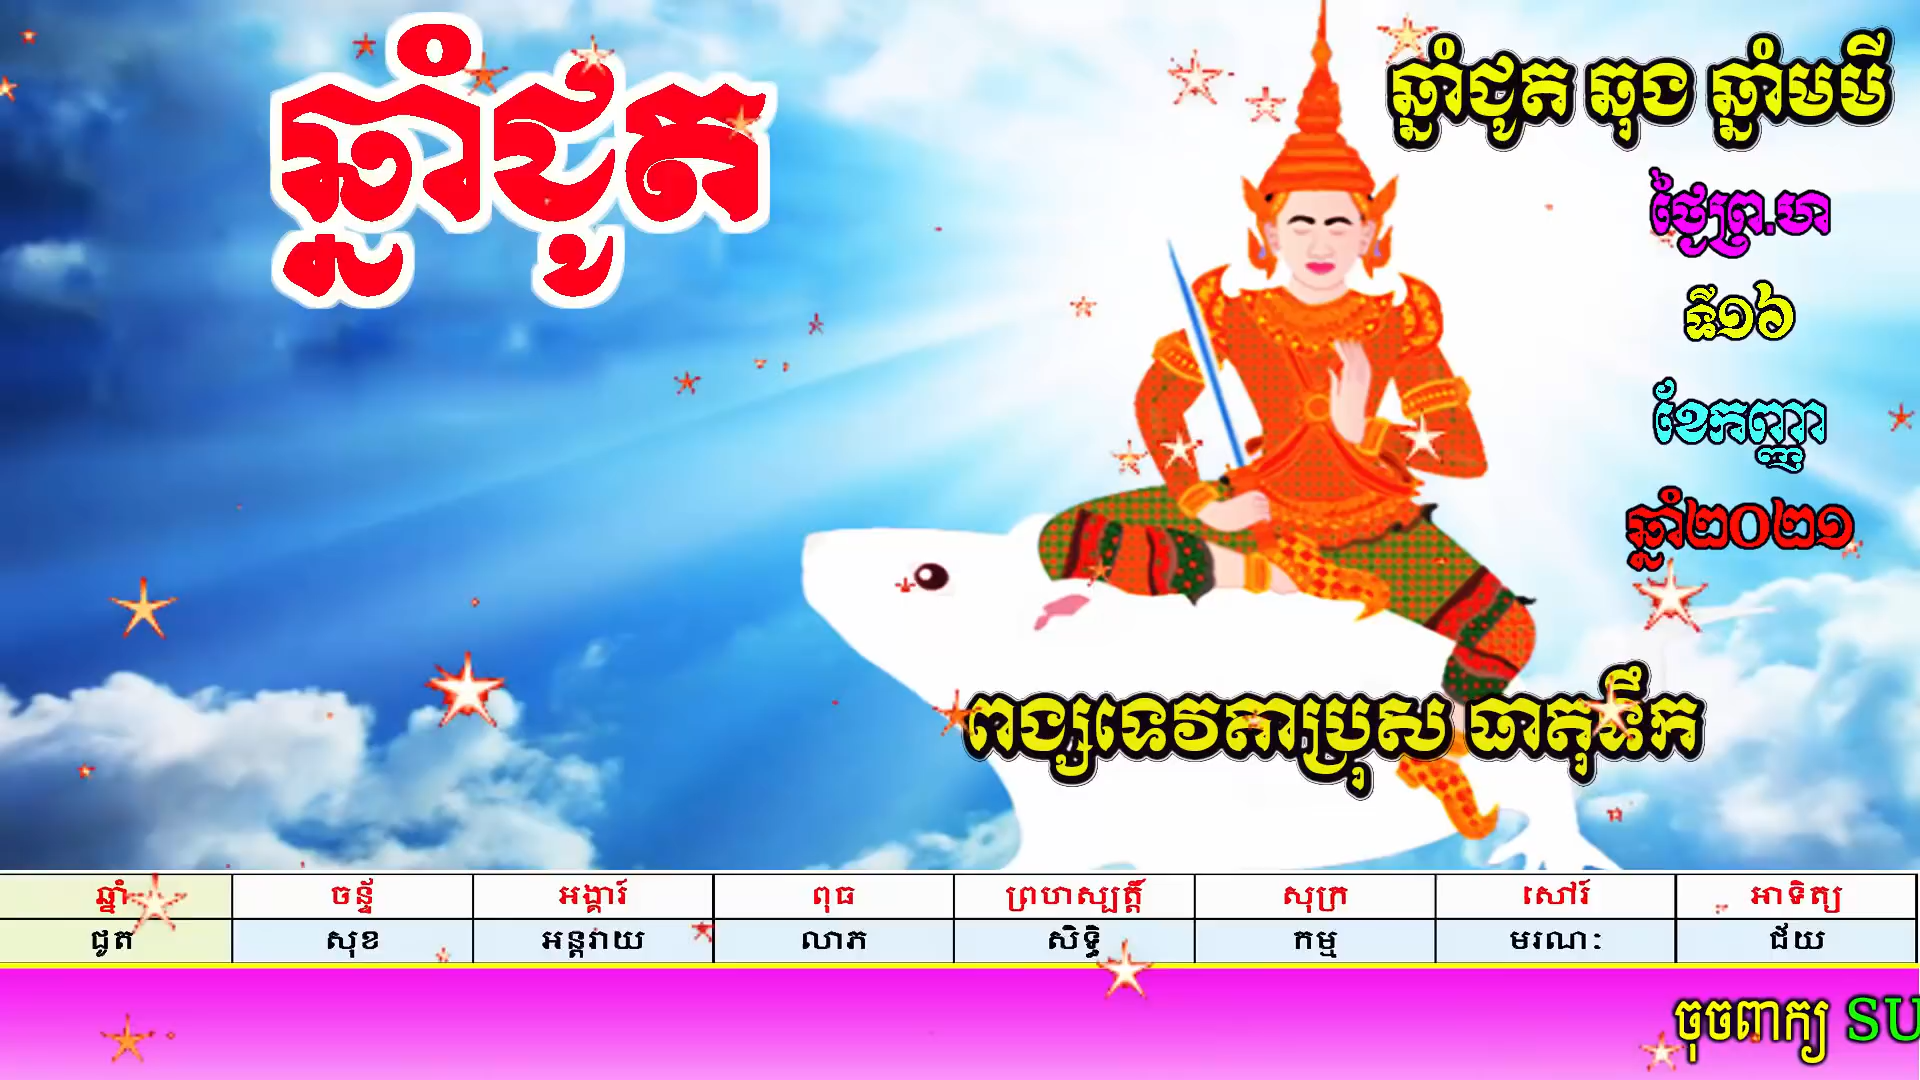 ឆ្នាំជូត
ឆ្នាំជូត ឆុង ឆ្នាំមមី
ថ្ងៃព្រ.ហ
ទី១៦
ខែកញ្ញា
ឆ្នាំ២០២១
ពង្សទេវតាប្រុស ធាតុទឹក
ឆ្នាំ ចន្ទ័ អង្គារ៍ ពុធ ព្រហស្បត្តិ៍ សុក្រ សៅរ៍ អាទិត្យ
ជូត សុខ អន្តរាយ លាភ សិទ្ធិ កម្ម មរណៈ ជ័យ
ចុចពាក្យ SU